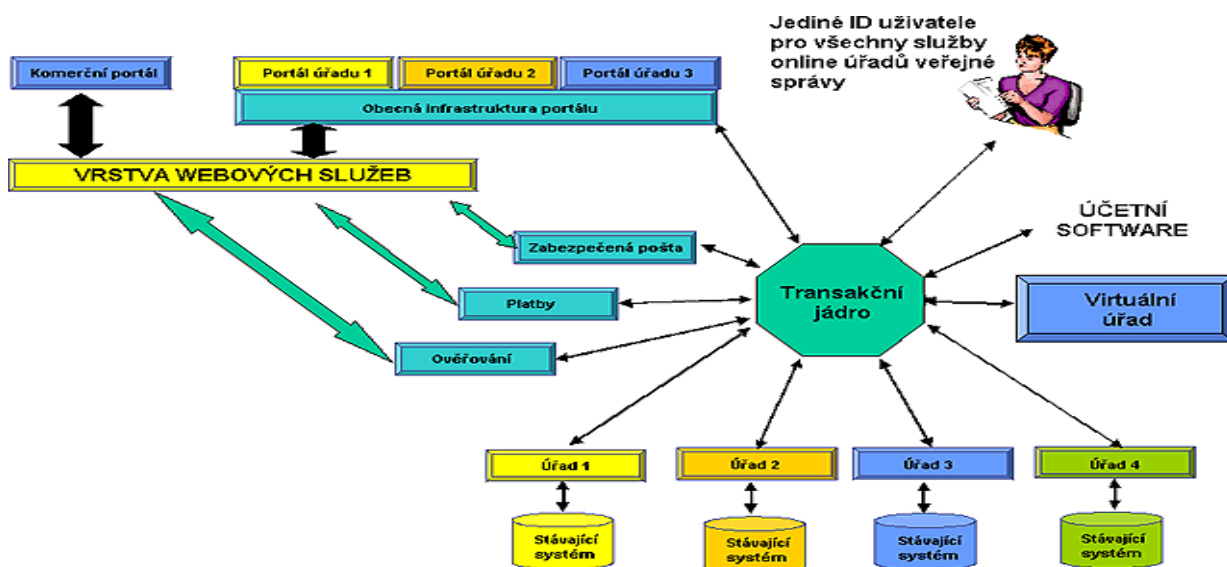 Jediné ID uživatele
pro všechny služby
online úřadů veřejné
správy
Komerční portál
Portál úřadu 1
Portál úřadu 2
Portál úřadu 3
Obecná infrastruktura portálu
VRSTVA WEBOVÝCH SLUŽEB
Zabezpečená pošta
Platby
Ověřování
Transakční
jádro
ÚČETNÍ
SOFTWARE
Virtuální
úřad
Úřad 1
Úřad 2
Úřad 3
Úřad 4
Stávající
systém
Stávající
systém
Stávající
systém
Stávající
systém